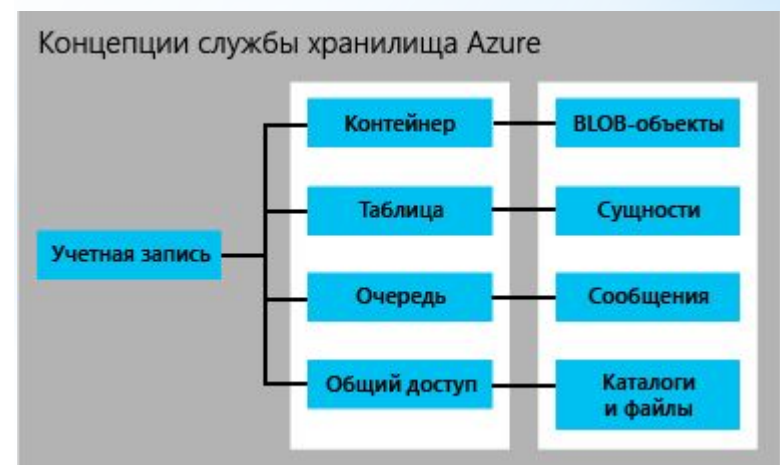 Концепции службы хранилища Azure
Контейнер
BLOB-объекты
Таблица
Сущности
Учетная запись
Очередь
Сообщения
Общий доступ
Каталоги
и файлы